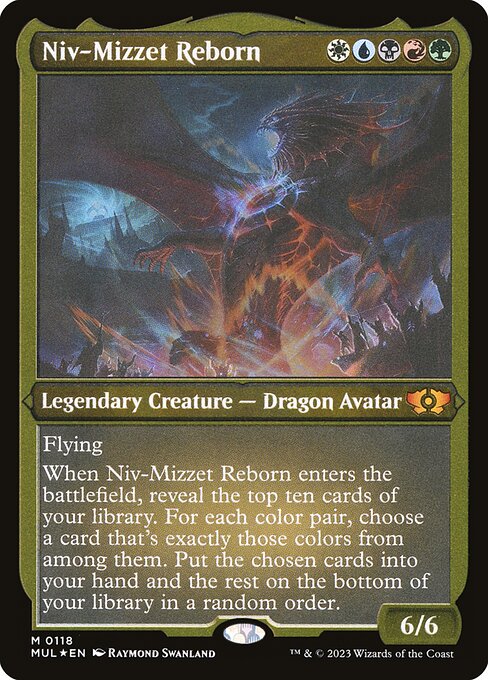 Niv-Mizzet Reborn
Legendary Creature — Dragon Avatar
Flying
When Niv-Mizzet Reborn enters the
battlefield, reveal the top ten cards of
your library. For each color pair, choose
a card that's exactly those colors from
among them. Put the chosen cards into
your hand and the rest on the bottom of
your library in a random order.
6/6
M 0118
MUL★EN Raymond Swanland
™ & © 2023 Wizards of the Coast